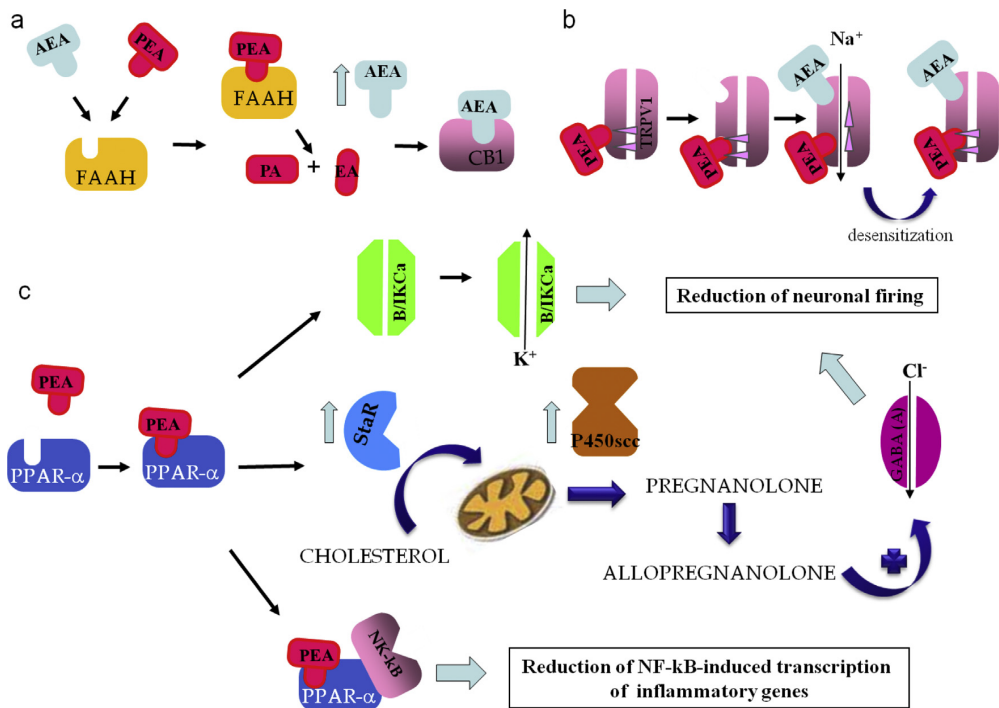 a
AEA
PEA
FAAH
PEA
FAAH
AEA
PA
+
EA
AEA
CB1
b
PEA
TRPV1
PEA
Na⁺
AEA
PEA
AEA
PEA
desensitization
c
PEA
PPAR-α
PEA
PPAR-α
B/IKCa
B/IKCa
K⁺
Reduction of neuronal firing
StaR
P450scc
CHOLESTEROL
PREGNANOLONE
ALLOPREGNANOLONE
Cl⁻
GABA (A)
PEA
PPAR-α
NK-kB
Reduction of NF-kB-induced transcription
of inflammatory genes